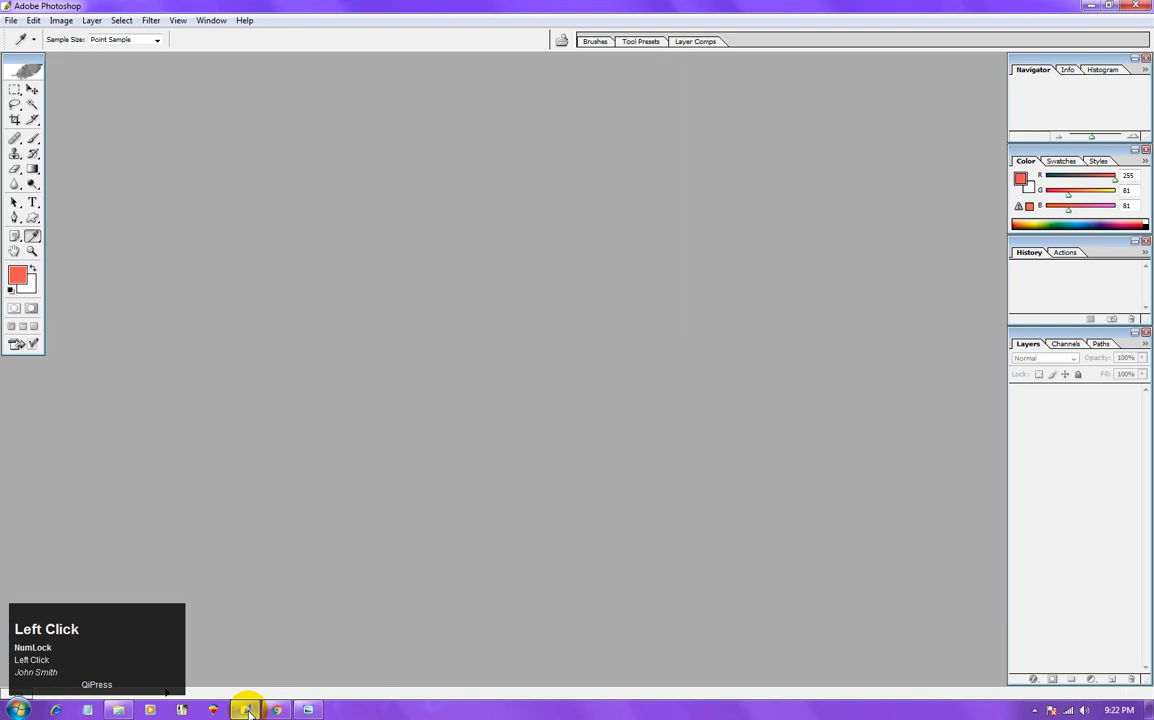 Adobe Photoshop
File Edit Image Layer Select Filter View Window Help
Sample Size: Point Sample Brushes Tool Presets Layer Comps
Navigator Info Histogram
Color Swatches Styles
R 255
G 81
B 81
History Actions
Layers Channels Paths
Normal Opacity: 100%
Lock: Fill: 100%
Left Click
NumLock
Left Click
John Smith
QiPress
9:22 PM